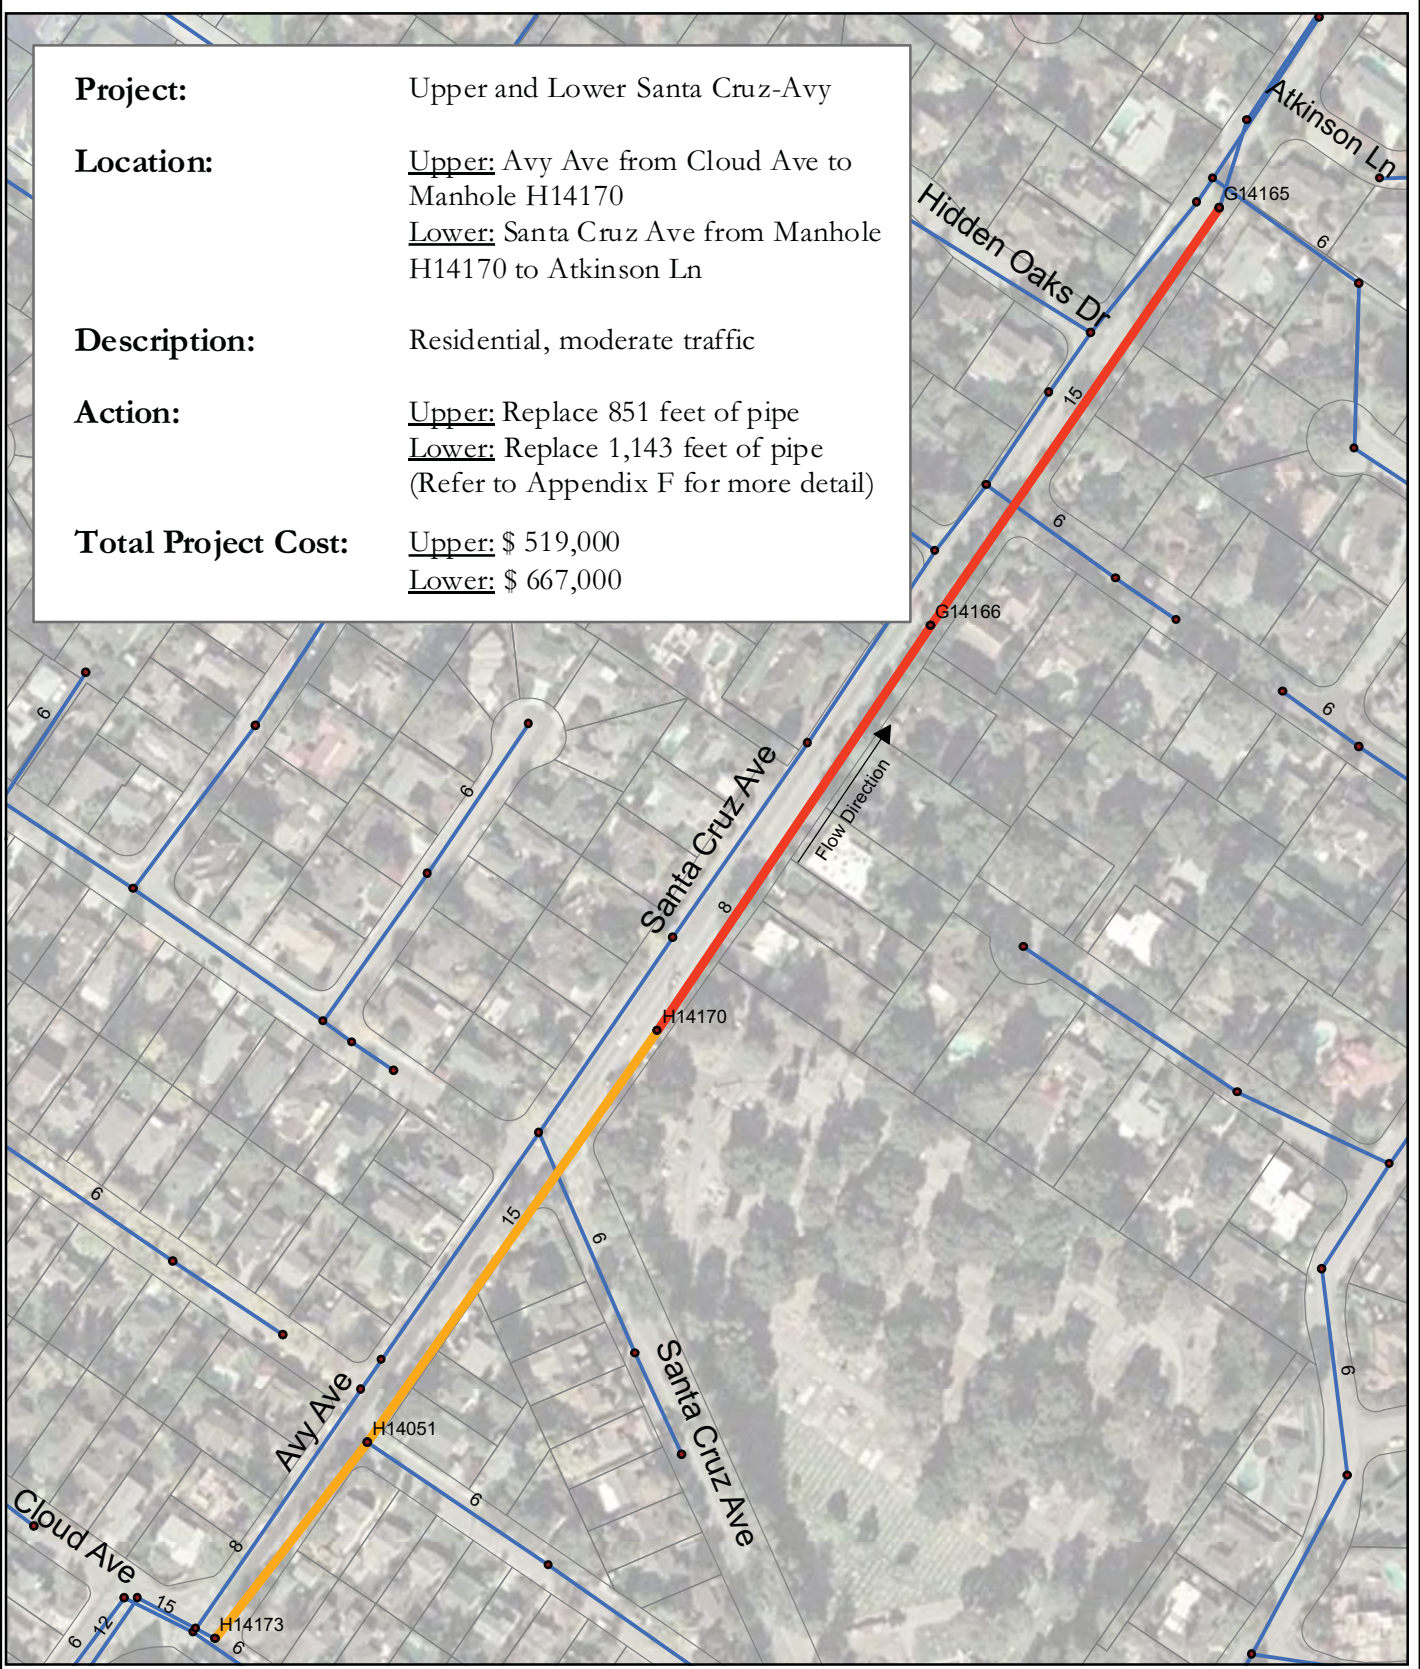 Project: Upper and Lower Santa Cruz-Avy
Location: Upper: Avy Ave from Cloud Ave to
Manhole H14170
Lower: Santa Cruz Ave from Manhole
H14170 to Atkinson Ln
Description: Residential, moderate traffic
Action: Upper: Replace 851 feet of pipe
Lower: Replace 1,143 feet of pipe
(Refer to Appendix F for more detail)
Total Project Cost: Upper: $ 519,000
Lower: $ 667,000
Atkinson Ln
G14165
Hidden Oaks Dr
6
15
6
G14166
6
6
Flow Direction
6
Santa Cruz Ave
8
H14170
6
15
6
Santa Cruz Ave
6
Avy Ave
H14051
6
Cloud Ave
8
15
12
6
H14173
6